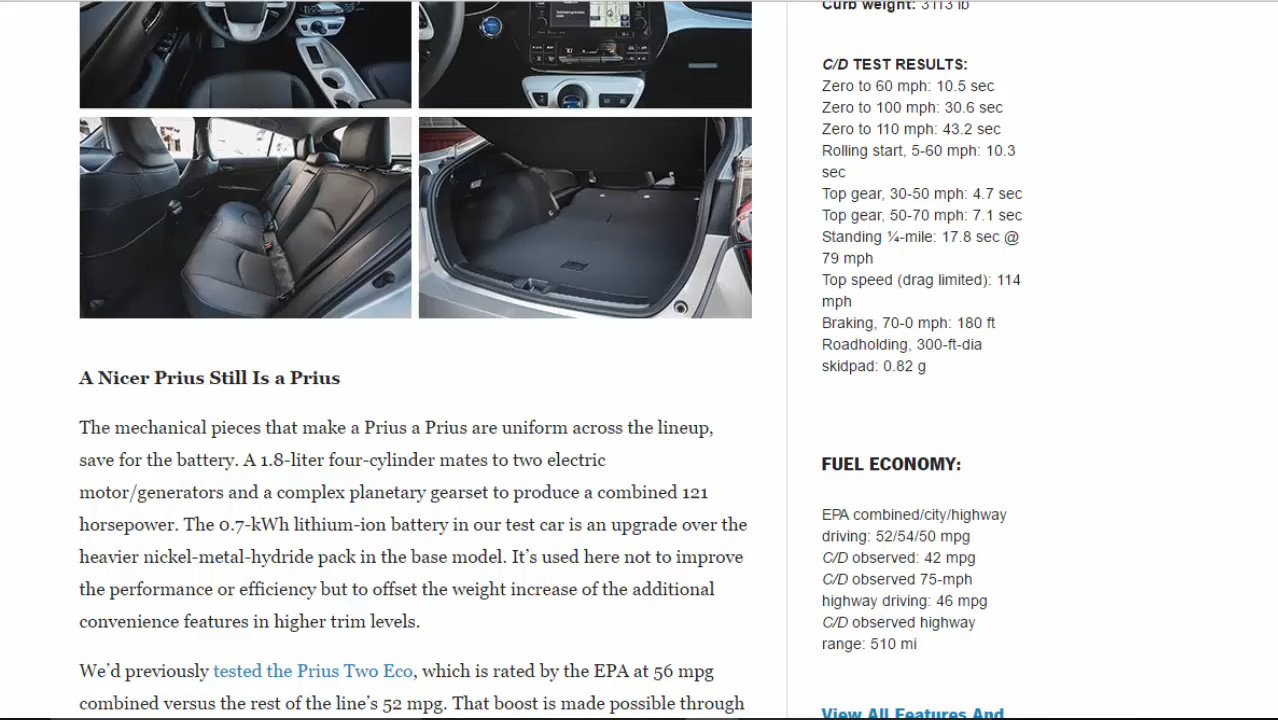 Curb weight: 3113 lb
C/D TEST RESULTS:
Zero to 60 mph: 10.5 sec
Zero to 100 mph: 30.6 sec
Zero to 110 mph: 43.2 sec
Rolling start, 5-60 mph: 10.3
sec
Top gear, 30-50 mph: 4.7 sec
Top gear, 50-70 mph: 7.1 sec
Standing ¼-mile: 17.8 sec @
79 mph
Top speed (drag limited): 114
mph
Braking, 70-0 mph: 180 ft
Roadholding, 300-ft-dia
skidpad: 0.82 g
A Nicer Prius Still Is a Prius
The mechanical pieces that make a Prius a Prius are uniform across the lineup,
save for the battery. A 1.8-liter four-cylinder mates to two electric
motor/generators and a complex planetary gearset to produce a combined 121
horsepower. The 0.7-kWh lithium-ion battery in our test car is an upgrade over the
heavier nickel-metal-hydride pack in the base model. It's used here not to improve
the performance or efficiency but to offset the weight increase of the additional
convenience features in higher trim levels.
We'd previously tested the Prius Two Eco, which is rated by the EPA at 56 mpg
combined versus the rest of the line's 52 mpg. That boost is made possible through
FUEL ECONOMY:
EPA combined/city/highway
driving: 52/54/50 mpg
C/D observed: 42 mpg
C/D observed 75-mph
highway driving: 46 mpg
C/D observed highway
range: 510 mi
View All Features And